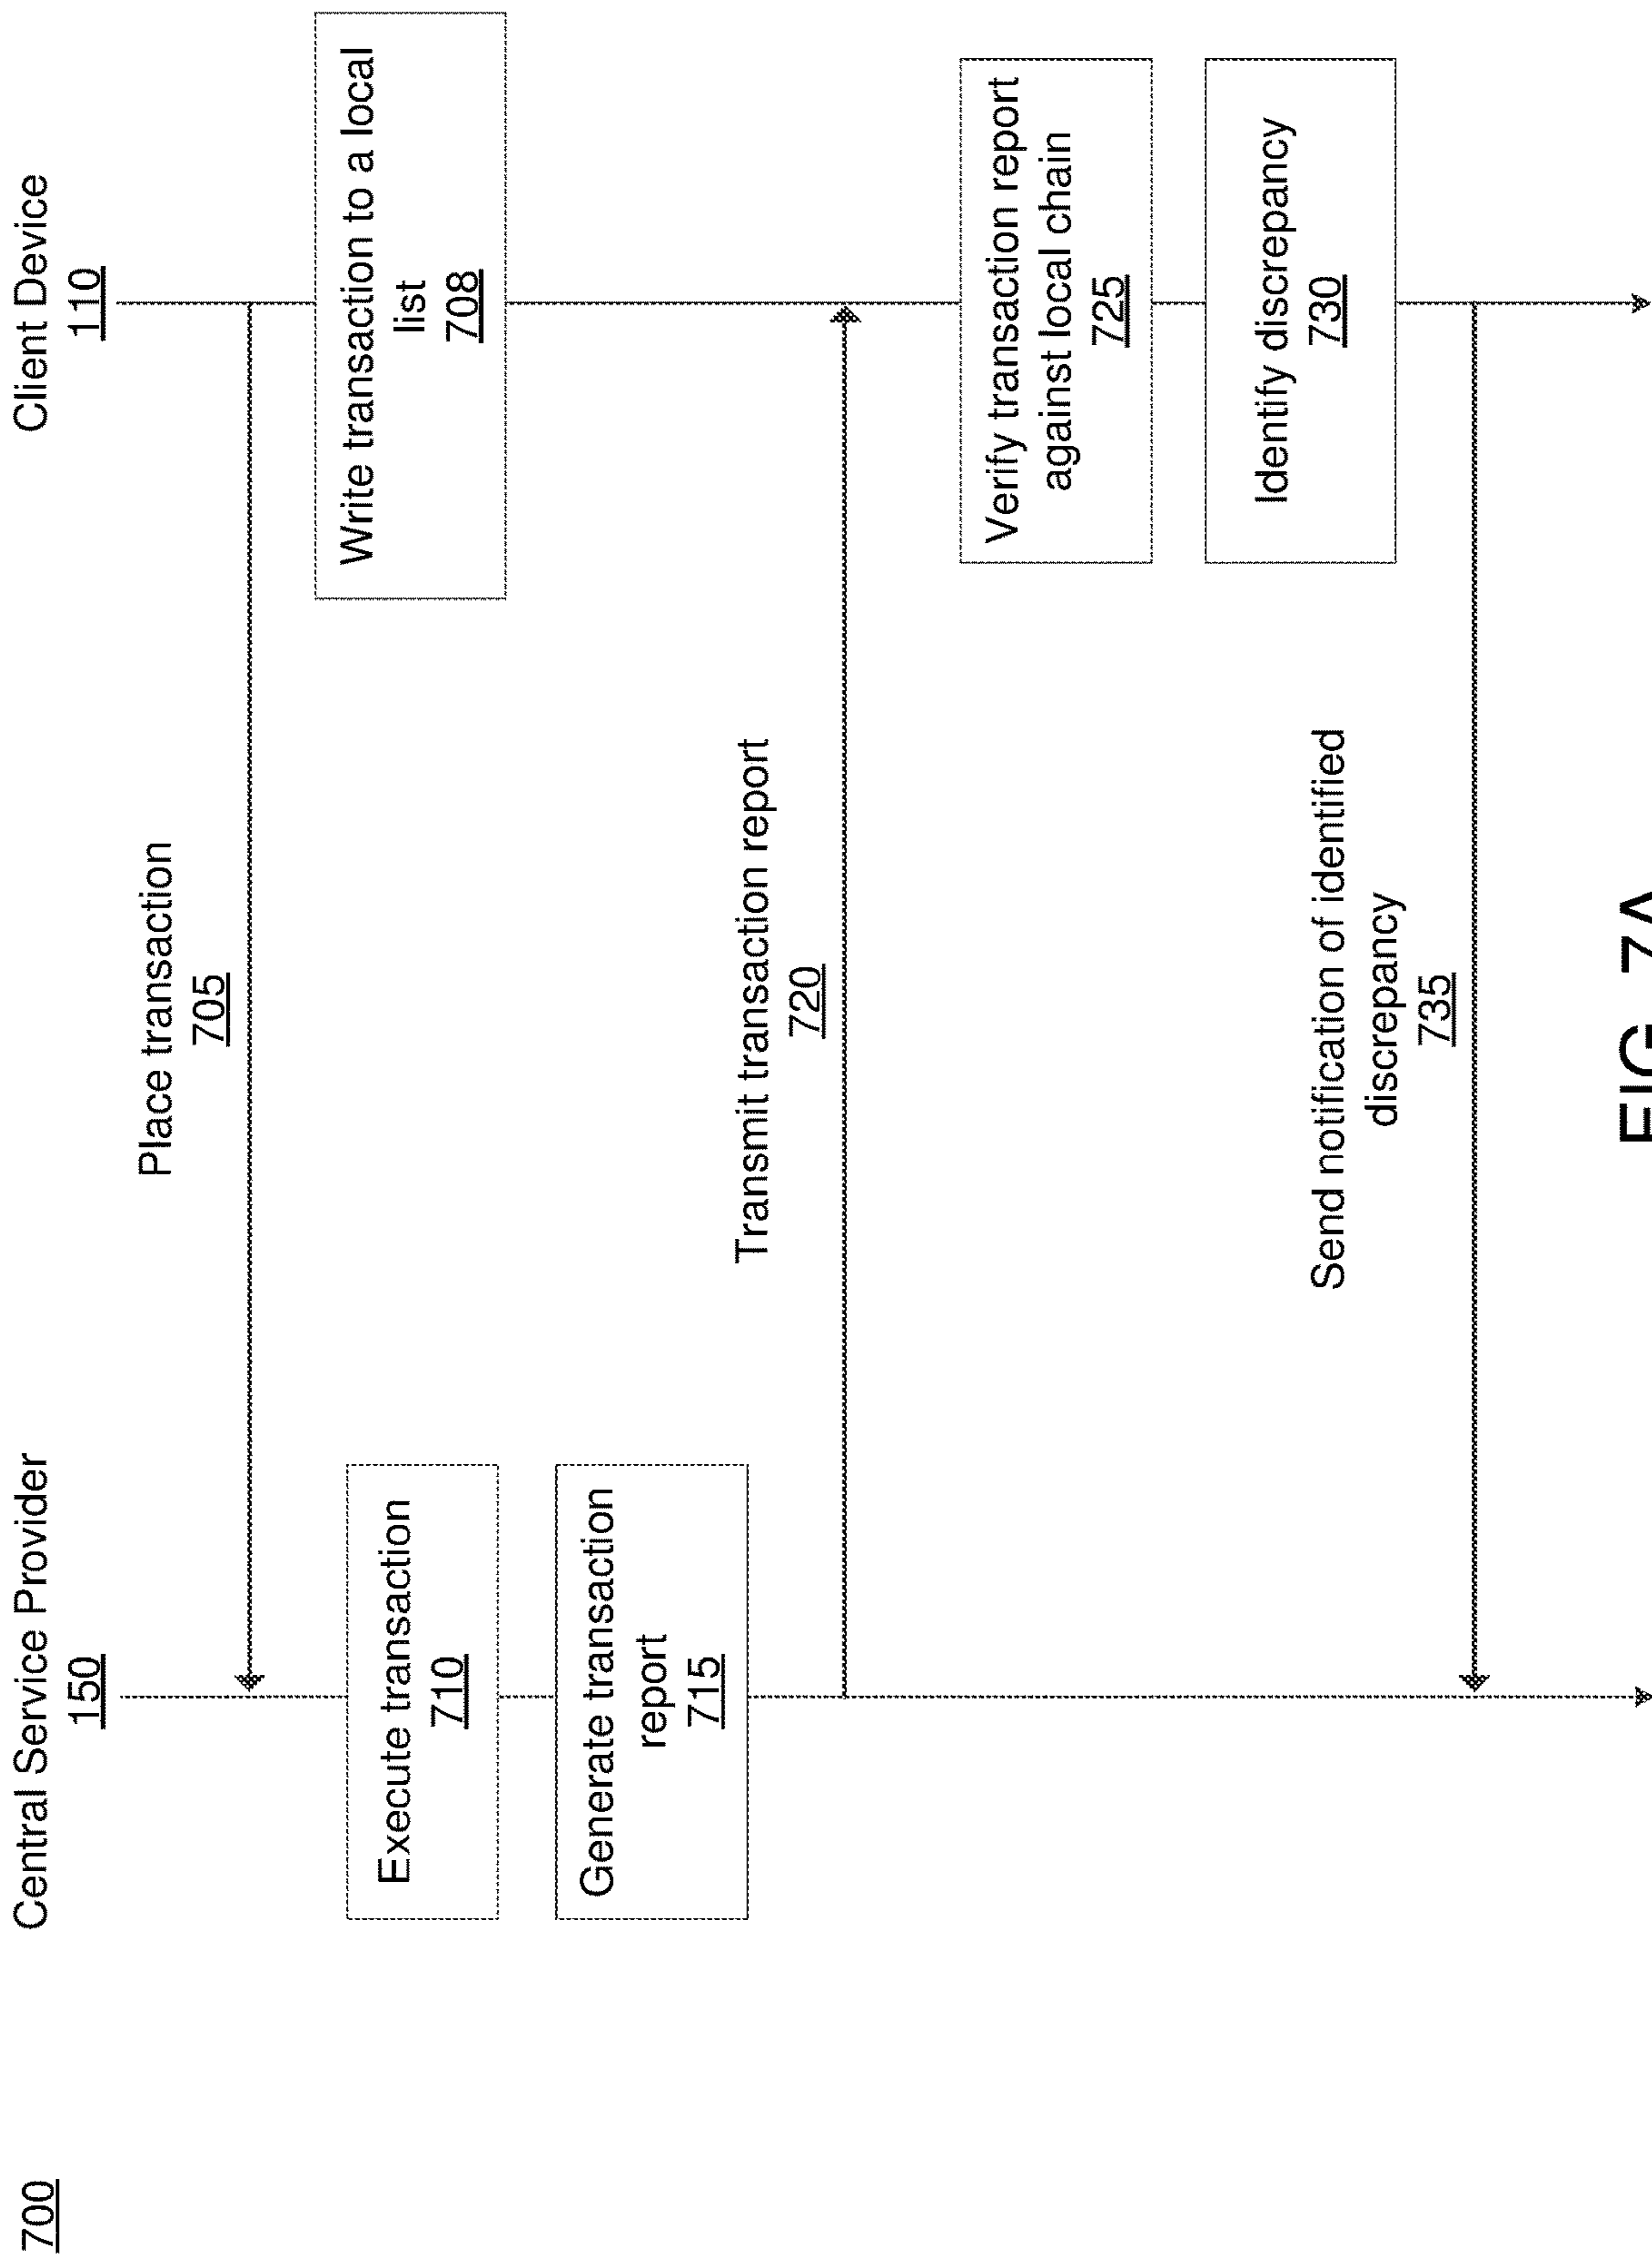 700
Central Service Provider
150
Client Device
110
Place transaction
705
Write transaction to a local
list
708
Execute transaction
710
Generate transaction
report
715
Transmit transaction report
720
Verify transaction report
against local chain
725
Identify discrepancy
730
Send notification of identified
discrepancy
735
FIG. 7A